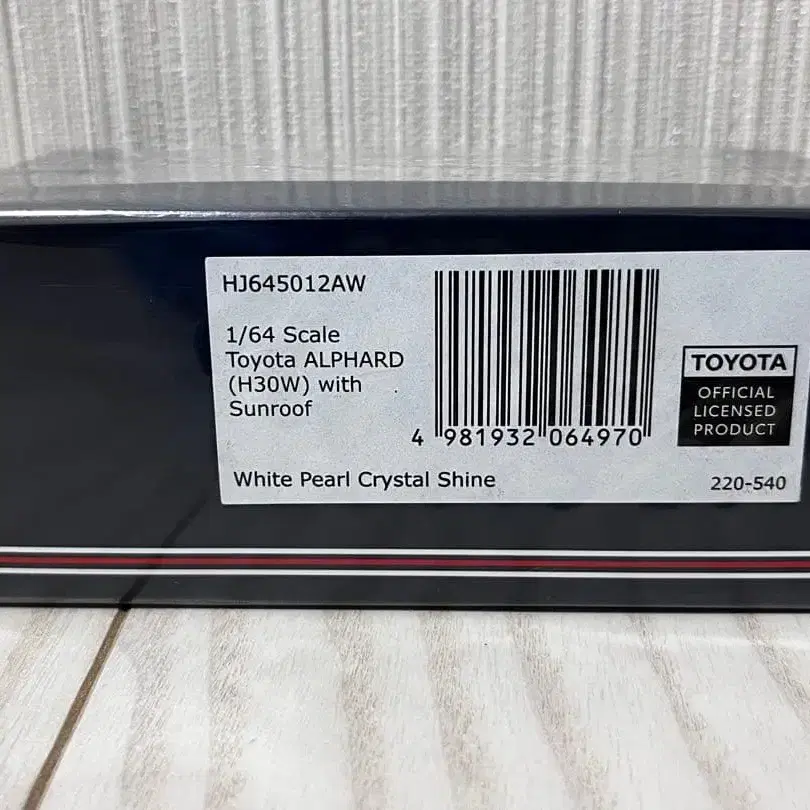 HJ645012AW
1/64 Scale
Toyota ALPHARD
(H30W) with
Sunroof
4 981932 064970
TOYOTA
OFFICIAL
LICENSED
PRODUCT
White Pearl Crystal Shine
220-540